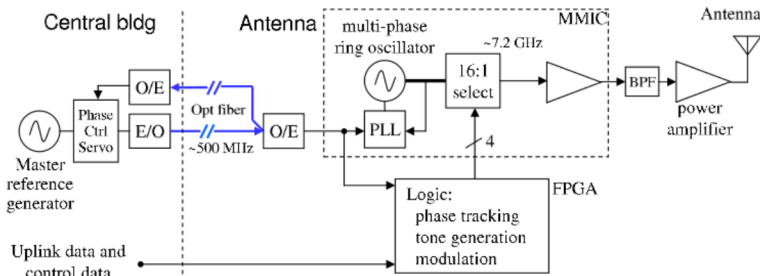 Central bldg
Antenna
multi-phase
ring oscillator
MMIC
~7.2 GHz
Antenna
O/E
Opt fiber
16:1
select
BPF
Phase
Ctrl
Servo
E/O
~500 MHz
O/E
PLL
power
amplifier
4
Master
reference
generator
Logic:
phase tracking
tone generation
modulation
FPGA
Uplink data and
control data